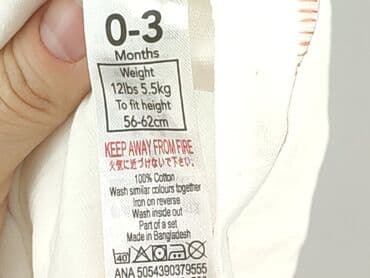 0-3
Months
Weight
12lbs 5.5kg
To fit height
56-62cm
KEEP AWAY FROM FIRE
火気に近づけないで下さい。
100% Cotton
Wash similar colours together
Iron on reverse
Wash inside out
Part of a set
Made in Bangladesh
40
ANA 5054390379555